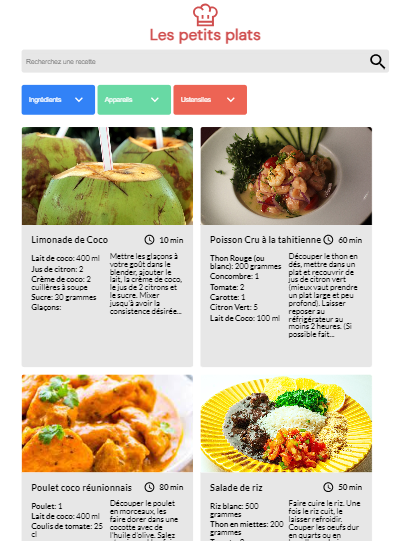 Les petits plats
Recherchez une recette
Ingrédients
Appareils
Ustensiles
Limonade de Coco
10 min
Lait de coco: 400 ml
Jus de citron: 2
Crème de coco: 2
cuillères à soupe
Sucre: 30 grammes
Glaçons:
Mettre les glaçons à
votre goût dans le
blender, ajouter le
lait, la crème de coco,
le jus de 2 citrons et
le sucre. Mixer
jusqu'à avoir la
consistence désirée...
Poisson Cru à la tahitienne
60 min
Thon Rouge (ou
blanc): 200 grammes
Concombre: 1
Tomate: 2
Carotte: 1
Citron Vert: 5
Lait de Coco: 100 ml
Découper le thon en
dés, mettre dans un
plat et recouvrir de
jus de citron vert
(mieux vaut prendre
un plat large et peu
profond). Laisser
reposer au
réfrigérateur au
moins 2 heures. (Si
possible fait...
Poulet coco réunionnais
80 min
Poulet: 1
Lait de coco: 400 ml
Coulis de tomate: 25
cl
Découper le poulet
en morceaux, les
faire dorer dans une
cocotte avec de
l'huile d'olive. Salez
Salade de riz
50 min
Riz blanc: 500
grammes
Thon en miettes: 200
grammes
Faire cuire le riz. Une
fois le riz cuit, le
laisser refroidir.
Couper les oeufs dur
en quarts ou en